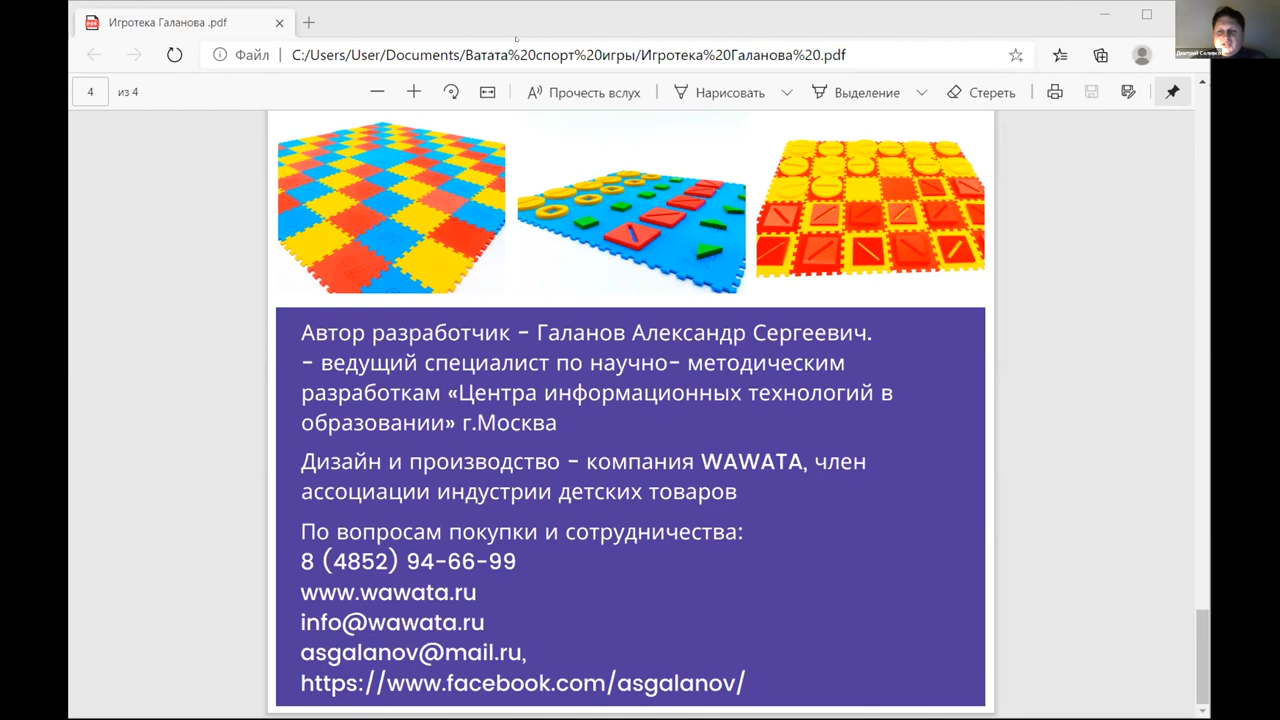 Игротека Галанова .pdf
Файл
C:/Users/User/Documents/Ватата%20спорт%20игры/Игротека%20Галанова%20.pdf
4 из 4
Прочесть вслух
Нарисовать
Выделение
Стереть
Автор разработчик - Галанов Александр Сергеевич.
- ведущий специалист по научно- методическим
разработкам «Центра информационных технологий в
образовании» г.Москва
Дизайн и производство - компания WAWATA, член
ассоциации индустрии детских товаров
По вопросам покупки и сотрудничества:
8 (4852) 94-66-99
www.wawata.ru
info@wawata.ru
asgalanov@mail.ru,
https://www.facebook.com/asgalanov/